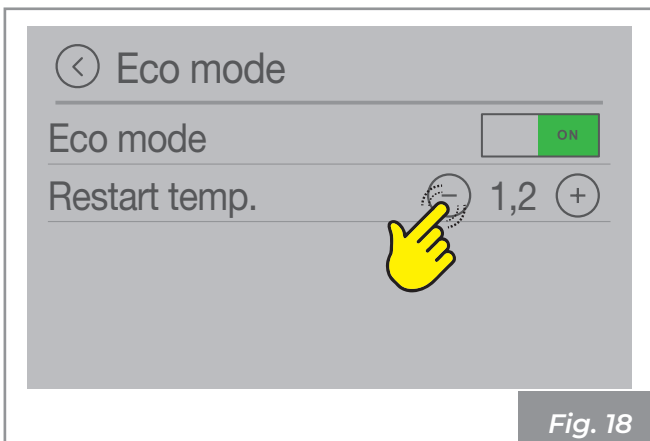 Eco mode
Eco mode ON
Restart temp. − 1,2 +
Fig. 18